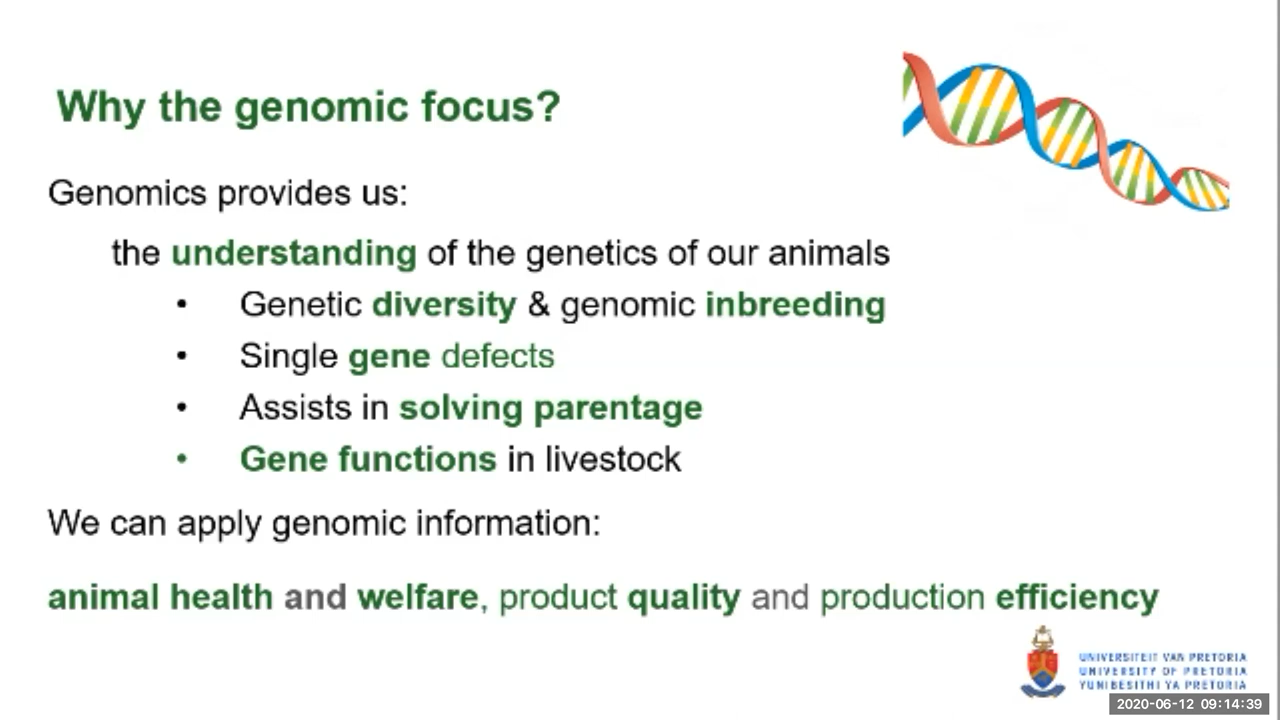 Why the genomic focus?
Genomics provides us:
the understanding of the genetics of our animals
• Genetic diversity & genomic inbreeding
• Single gene defects
• Assists in solving parentage
• Gene functions in livestock
We can apply genomic information:
animal health and welfare, product quality and production efficiency
UNIVERSITEIT VAN PRETORIA
UNIVERSITY OF PRETORIA
YUNIBESITHI YA PRETORIA
2020-06-12 09:14:39